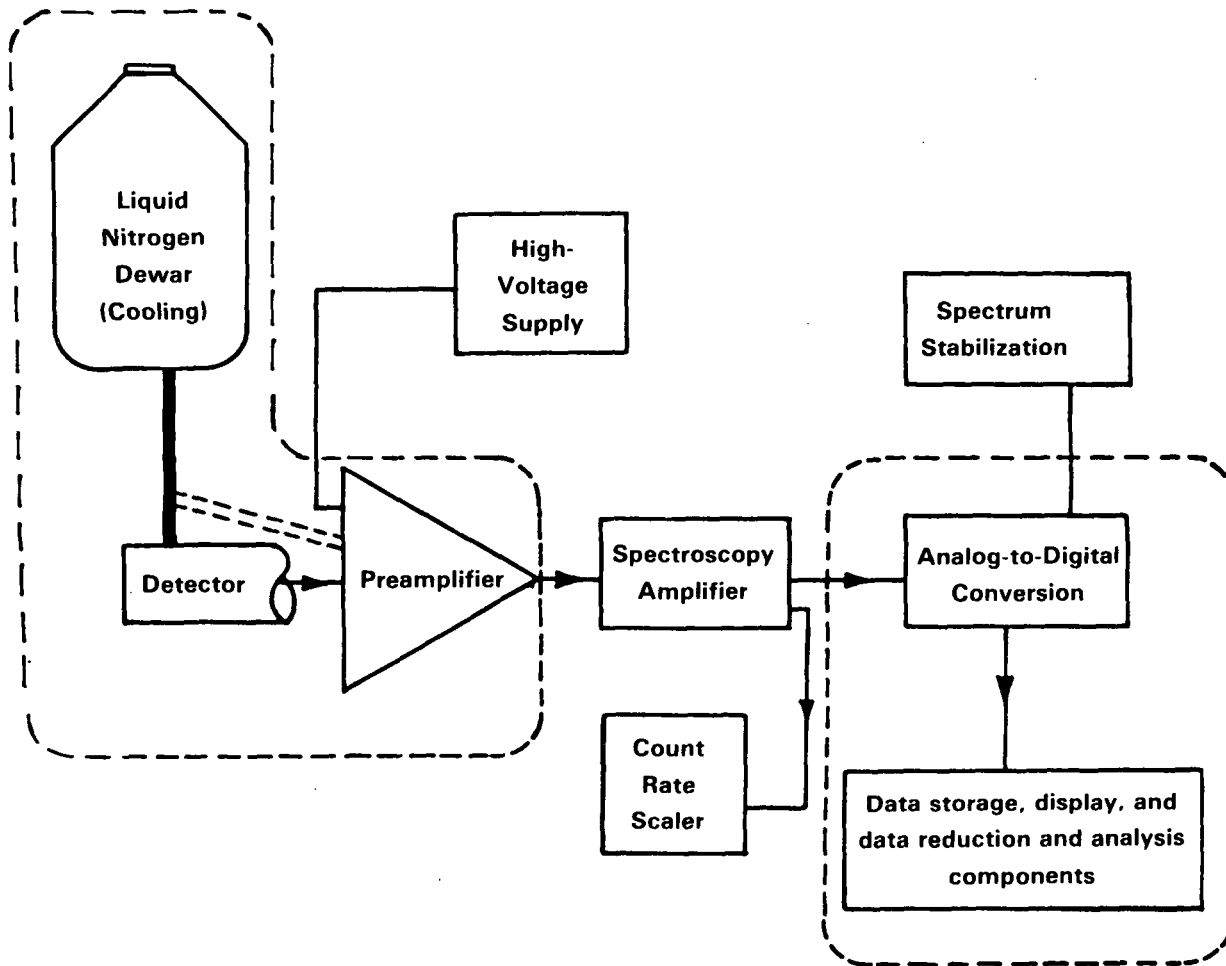 Liquid
Nitrogen
Dewar
(Cooling)
High-
Voltage
Supply
Spectrum
Stabilization
Detector
Preamplifier
Spectroscopy
Amplifier
Analog-to-Digital
Conversion
Count
Rate
Scaler
Data storage, display, and
data reduction and analysis
components